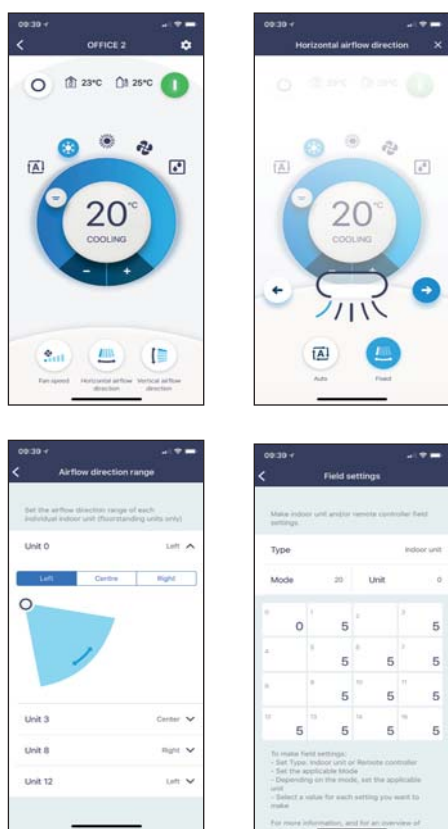 09:39
OFFICE 2
23°C 25°C
A
20°C
COOLING
- +
Fan speed
Horizontal airflow direction
Vertical airflow direction
09:39
Horizontal airflow direction
A
20°C
COOLING
- +
A
Auto
Fixed
09:39
Airflow direction range
Set the airflow direction range of each
individual indoor unit (floorstanding units only)
Unit 0 Left
Left Centre Right
Unit 3 Center
Unit 8 Right
Unit 12 Left
09:39
Field settings
Make indoor unit and/or remote controller field
settings.
Type Indoor unit
Mode 20 Unit 0
0 1 2 3
0 5 5
4 5 6 7
5 5 5
8 9 10 11
5 5 5
12 13 14
5 5 5 5
To make field settings:
- Set Type: Indoor unit or Remote controller
- Set the applicable Mode
- Depending on the mode, set the applicable
unit
- Select a value for each setting you want to
make
For more information, and for an overview of